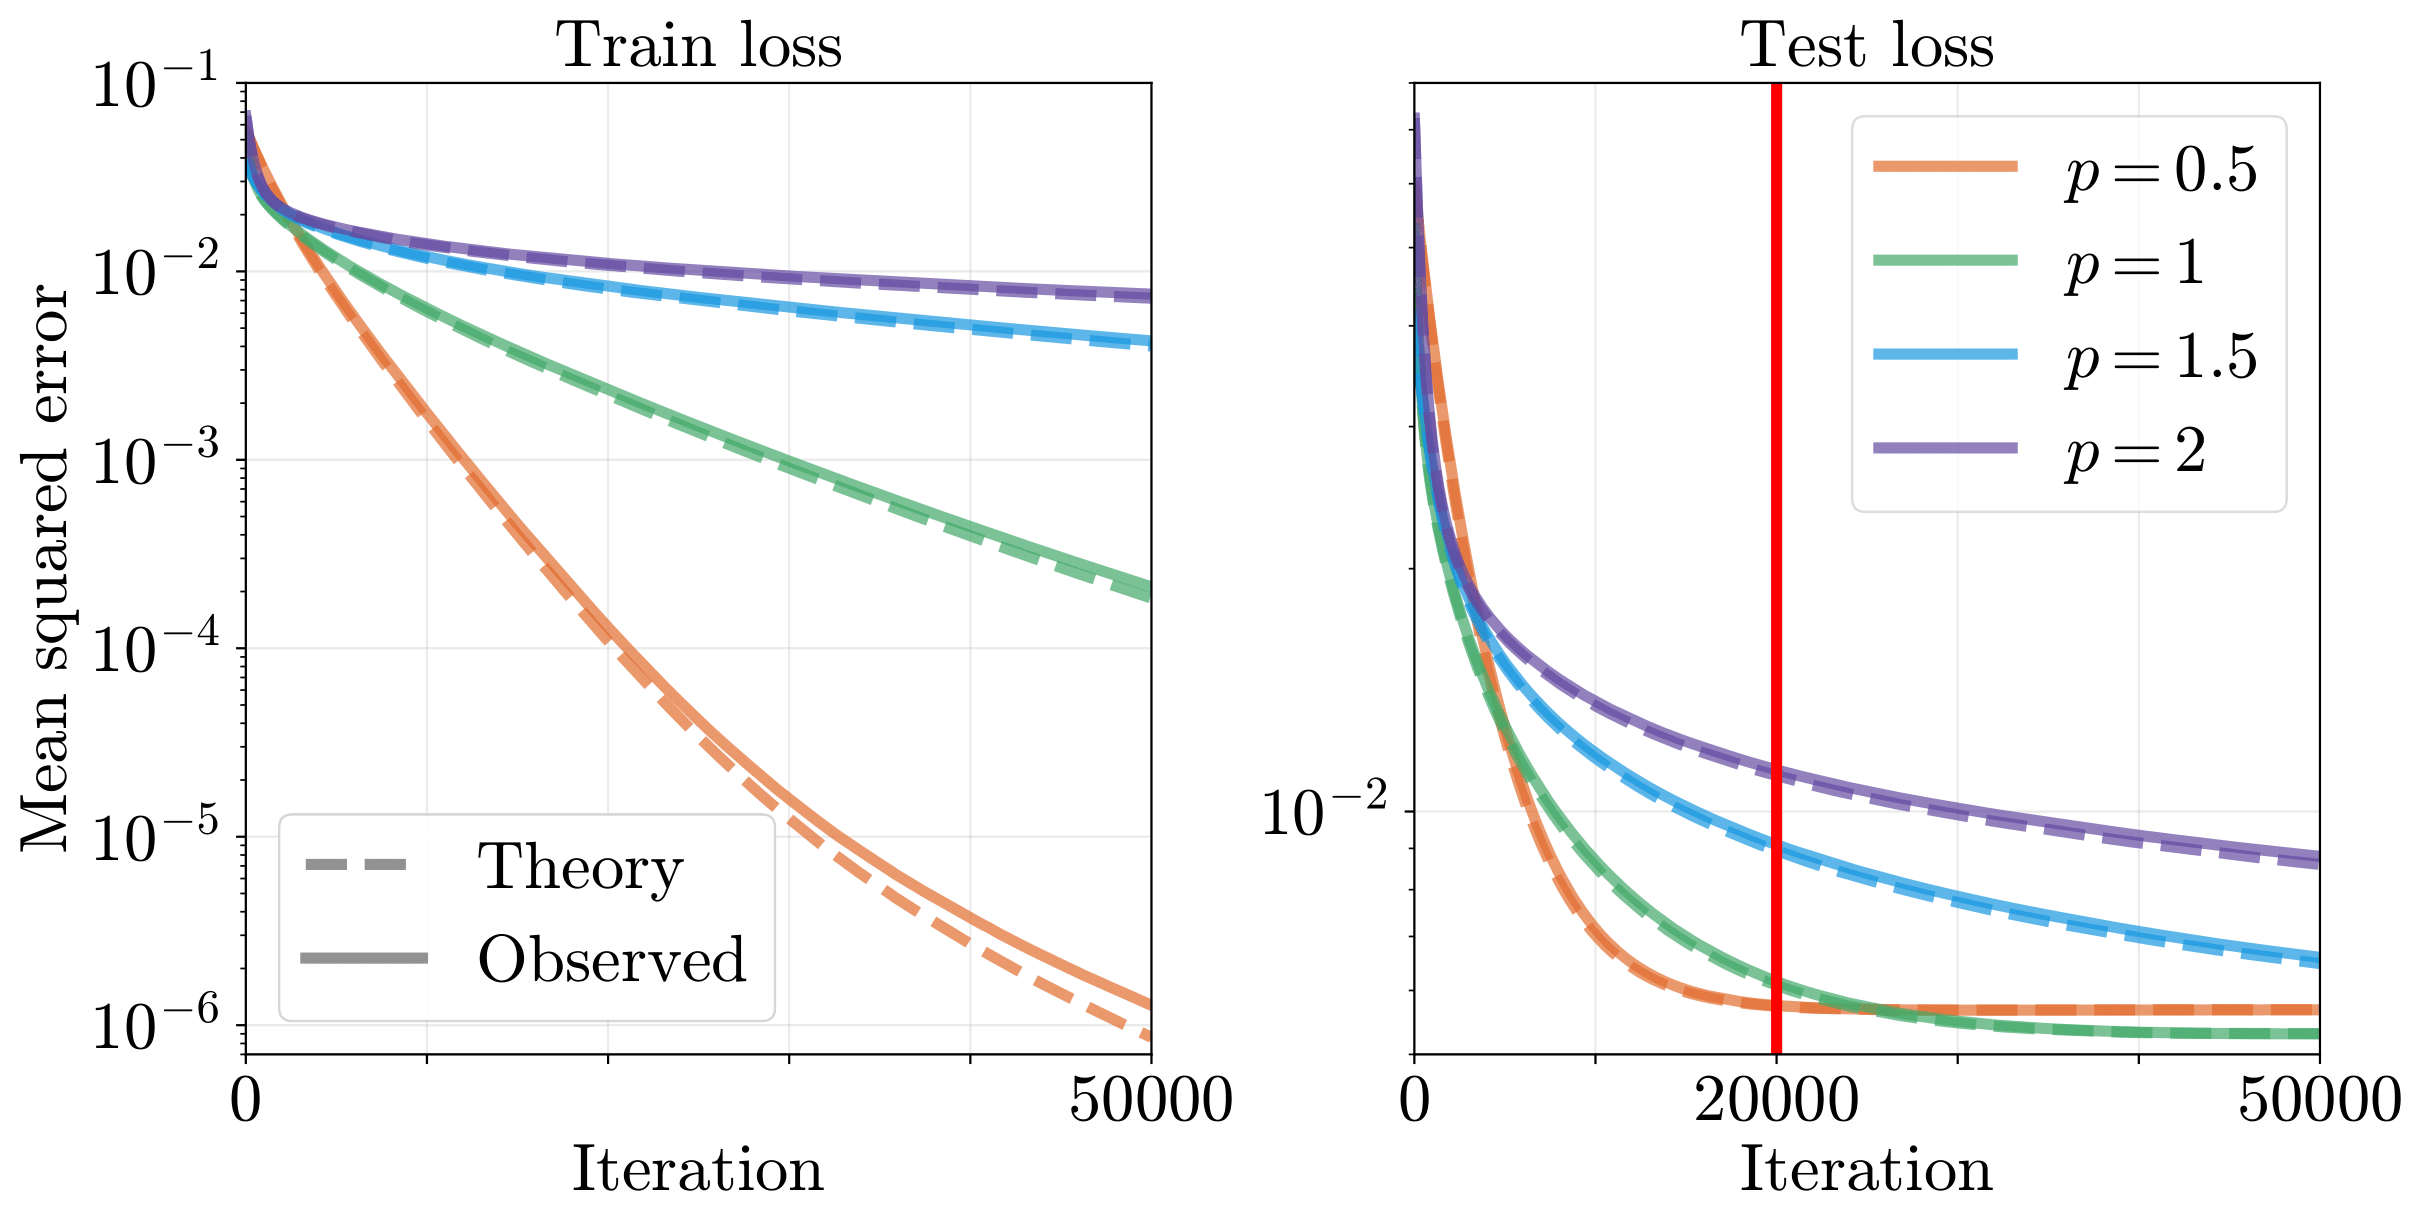 Train loss
Mean squared error
10⁻¹
10⁻²
10⁻³
10⁻⁴
10⁻⁵
10⁻⁶
Theory
Observed
0
50000
Iteration
Test loss
10⁻²
p = 0.5
p = 1
p = 1.5
p = 2
0
20000
50000
Iteration